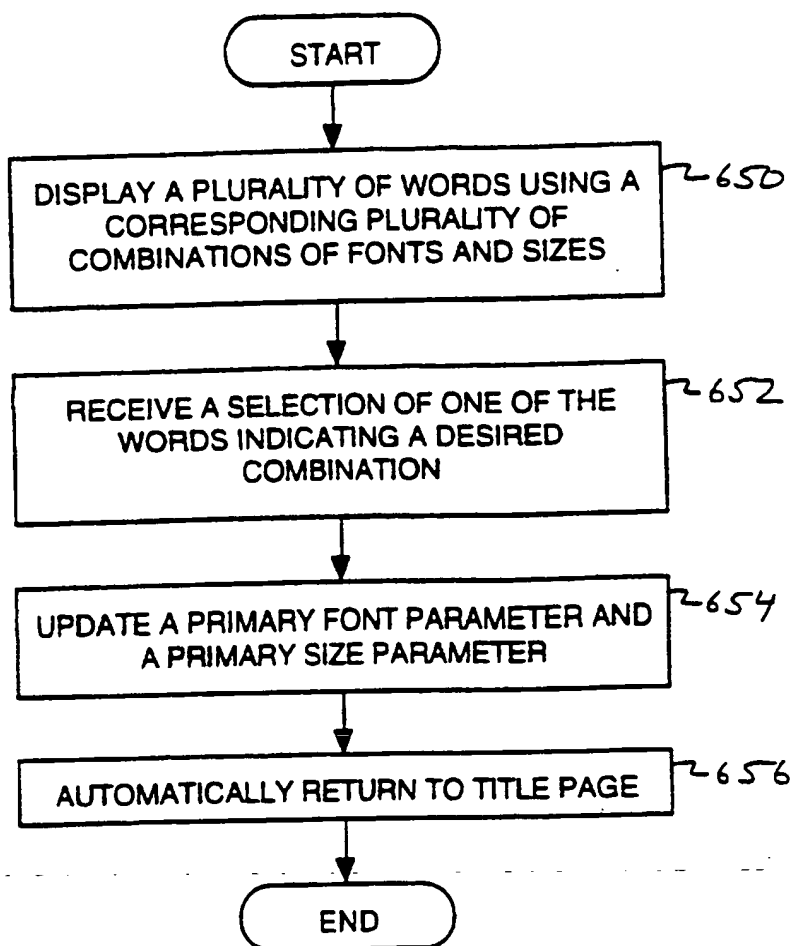 START
DISPLAY A PLURALITY OF WORDS USING A
CORRESPONDING PLURALITY OF
COMBINATIONS OF FONTS AND SIZES
650
RECEIVE A SELECTION OF ONE OF THE
WORDS INDICATING A DESIRED
COMBINATION
652
UPDATE A PRIMARY FONT PARAMETER AND
A PRIMARY SIZE PARAMETER
654
AUTOMATICALLY RETURN TO TITLE PAGE
656
END